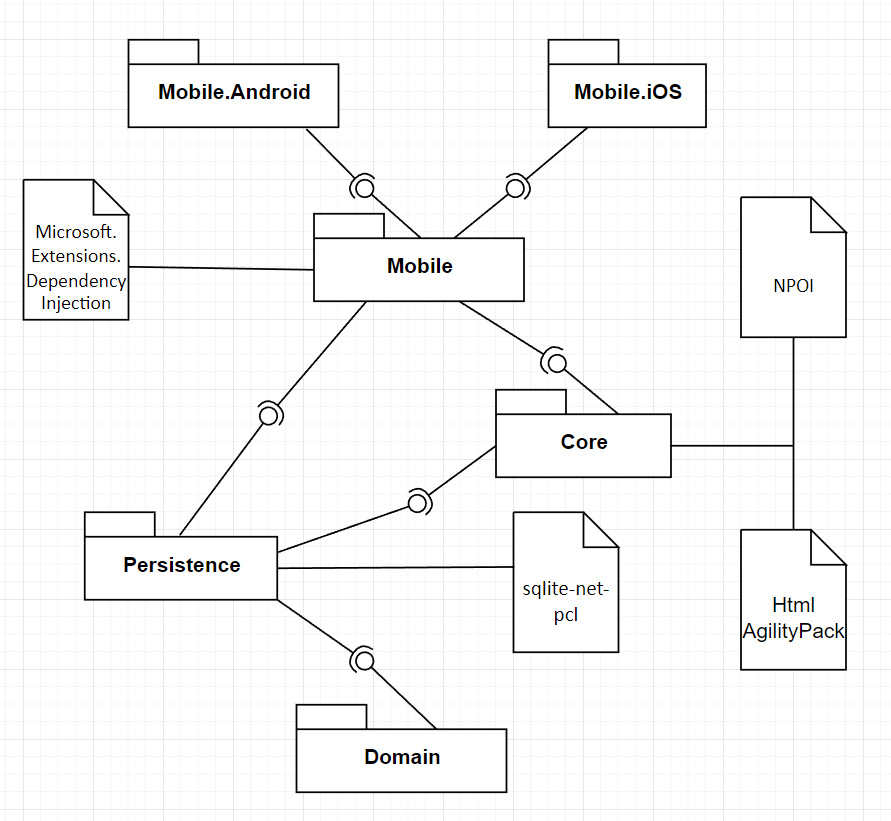 Mobile.Android
Mobile.iOS
Microsoft.
Extensions.
Dependency
Injection
Mobile
NPOI
Core
Persistence
sqlite-net-
pcl
Html
AgilityPack
Domain